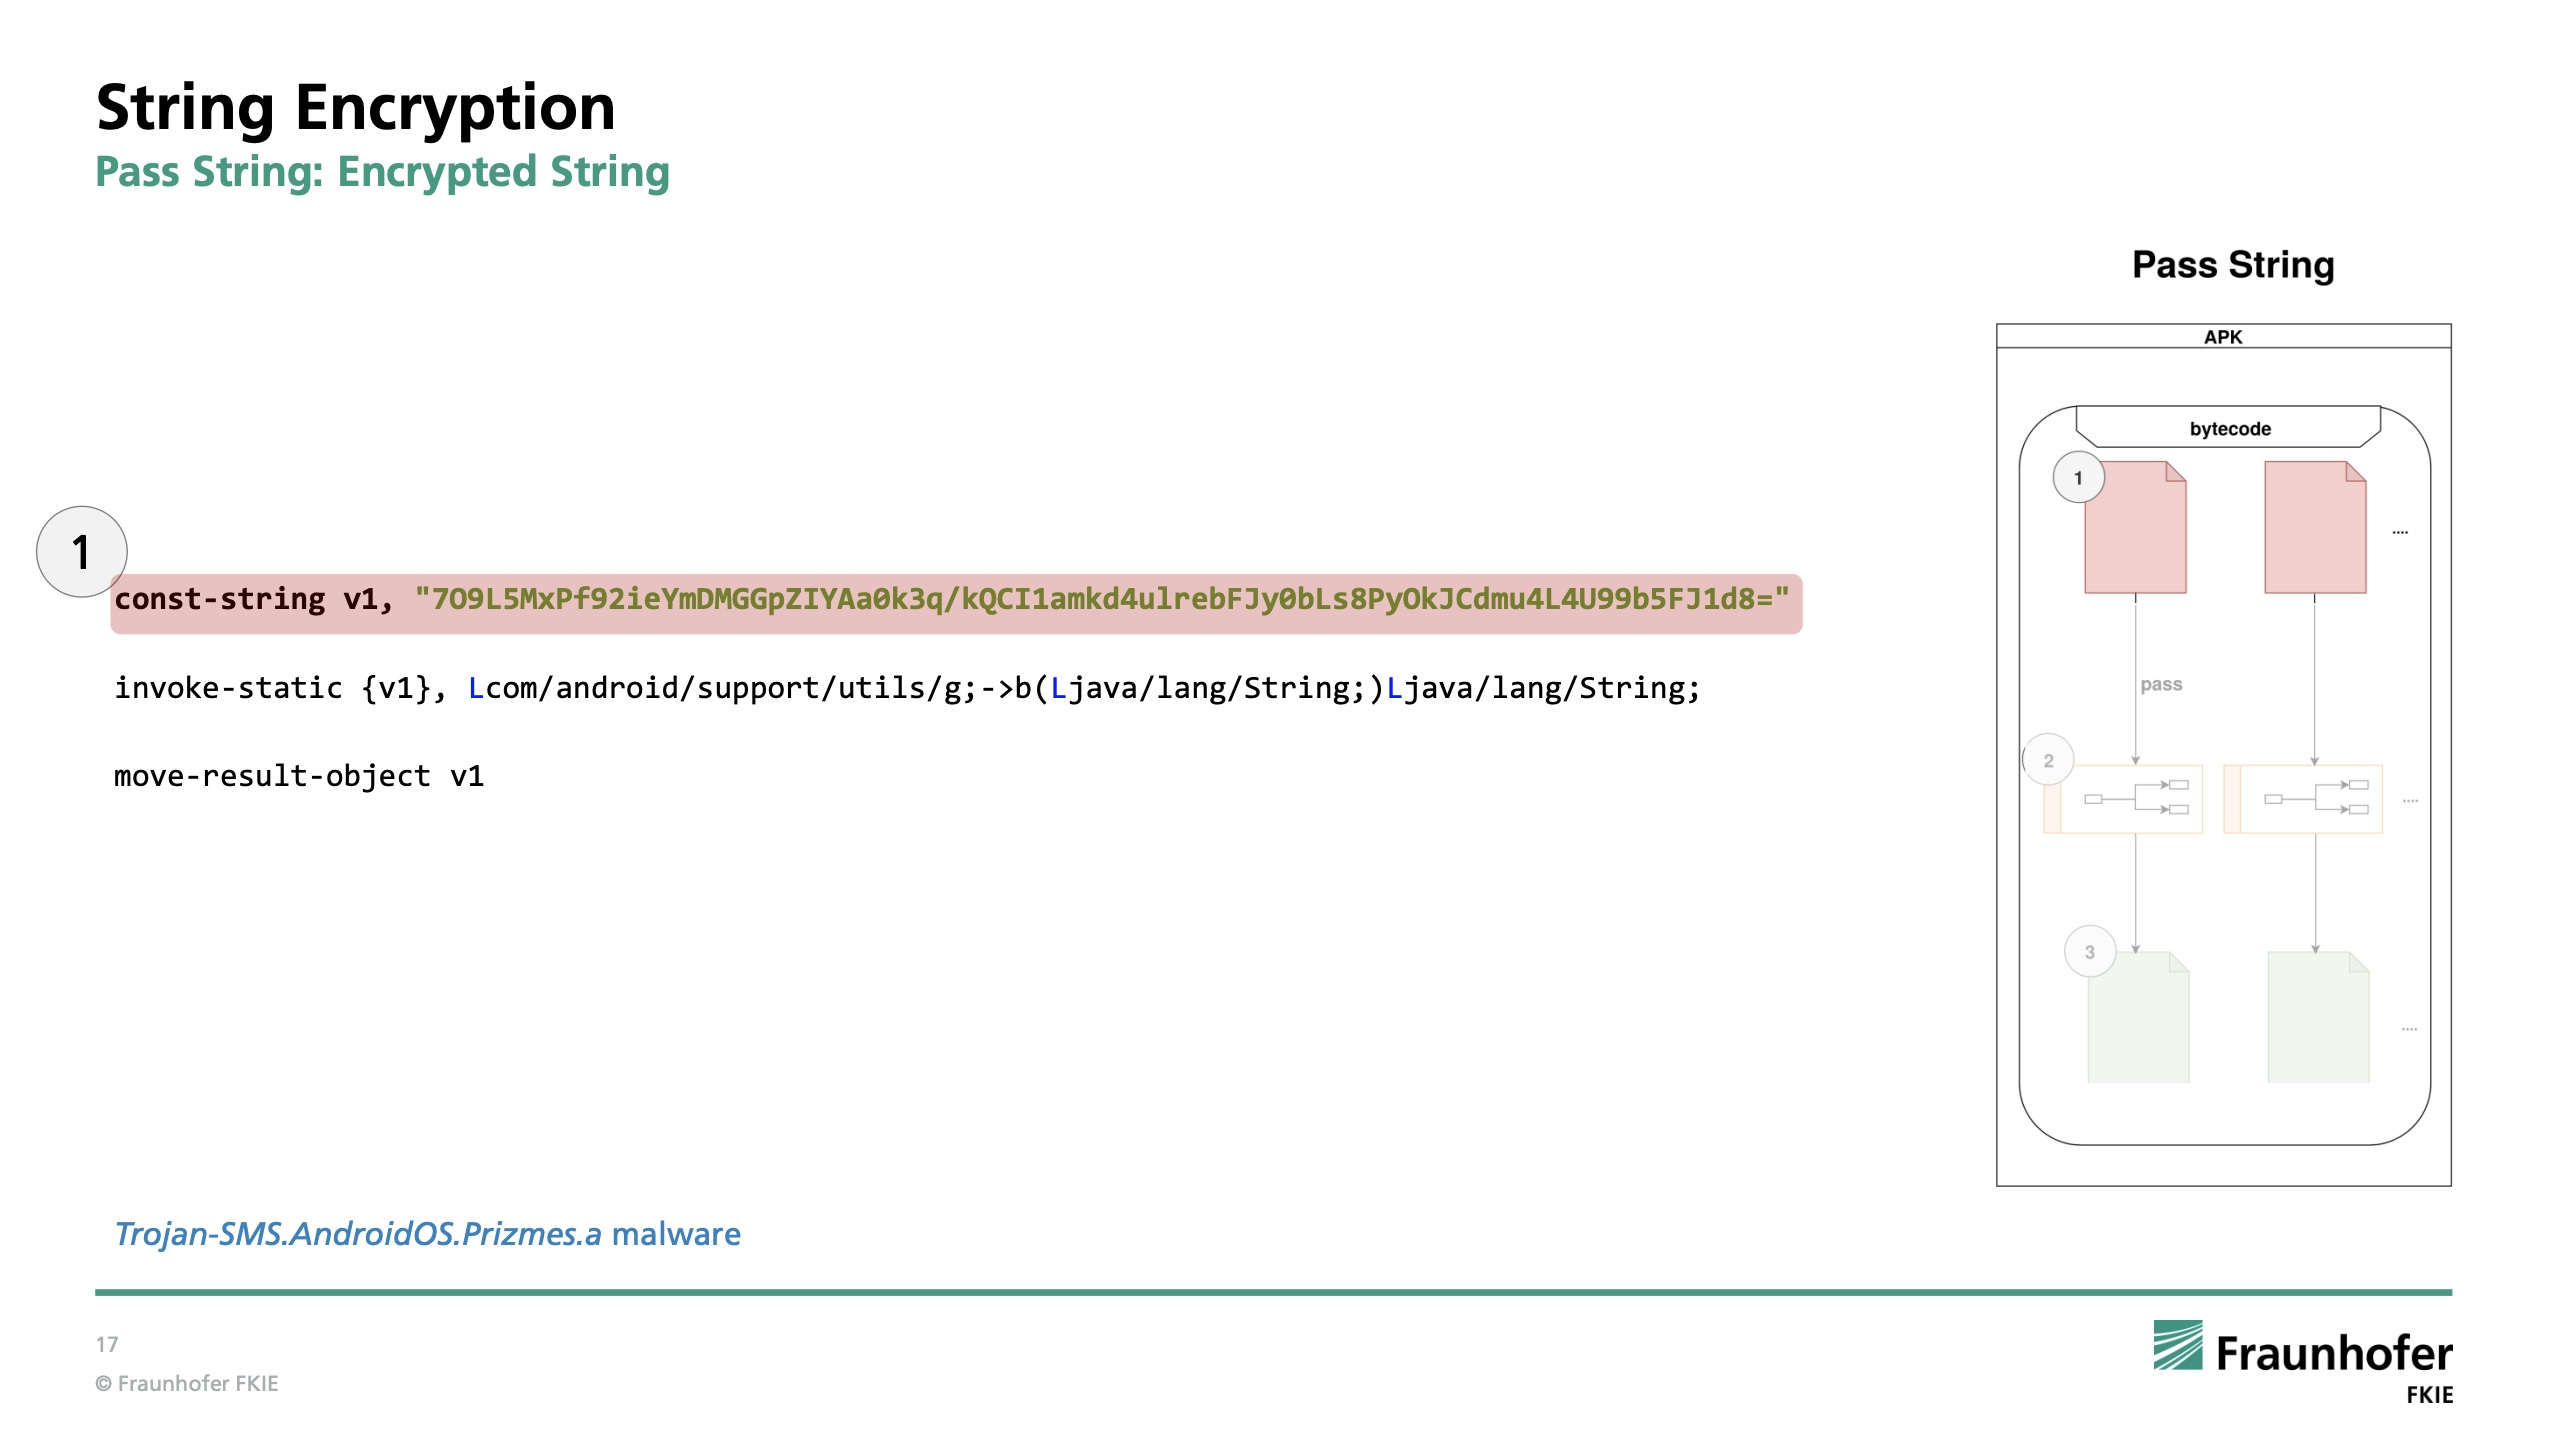 String Encryption
Pass String: Encrypted String
1
const-string v1, "7O9L5MxPf92ieYmDMGGpZIYAa0k3q/kQCI1amkd4ulrebFJy0bLs8PyOkJCdmu4L4U99b5FJ1d8="
invoke-static {v1}, Lcom/android/support/utils/g;->b(Ljava/lang/String;)Ljava/lang/String;
move-result-object v1
Pass String
APK
bytecode
1
....
pass
2
....
3
....
Trojan-SMS.AndroidOS.Prizmes.a malware
17
© Fraunhofer FKIE
Fraunhofer
FKIE